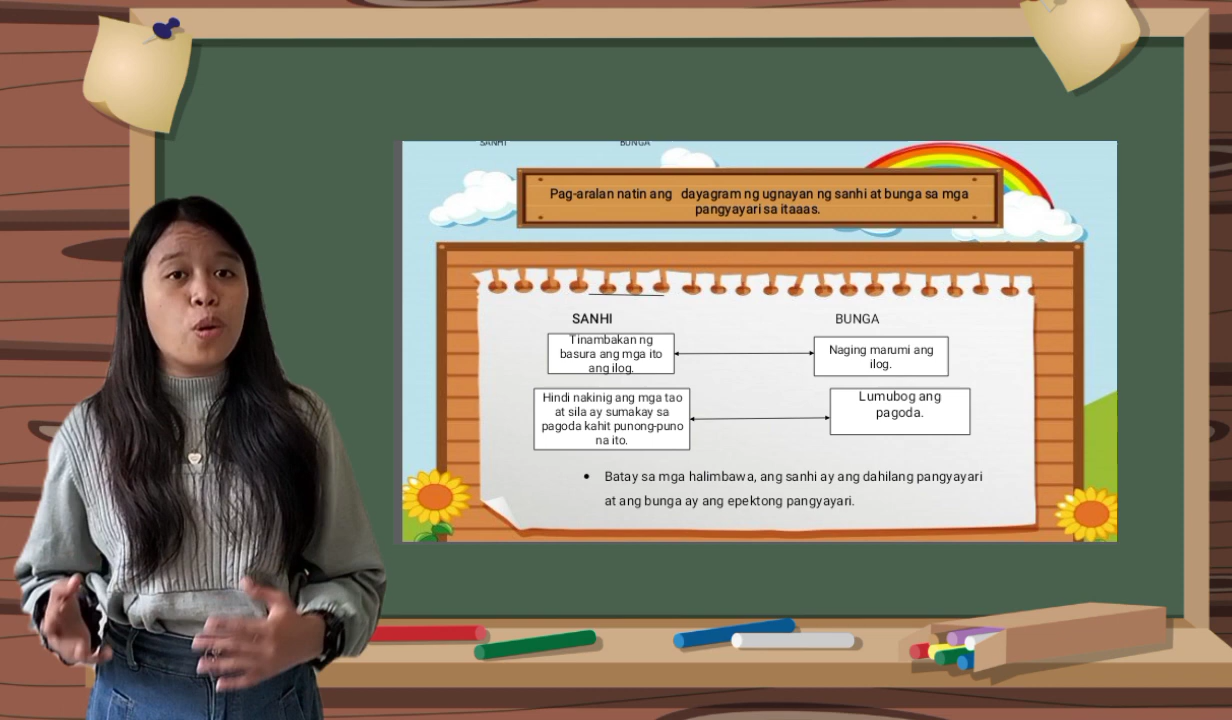 SANHI BUNGA
Pag-aralan natin ang dayagram ng ugnayan ng sanhi at bunga sa mga
pangyayari sa itaaas.
SANHI
BUNGA
Tinambakan ng
basura ang mga ito
ang ilog.
Naging marumi ang
ilog.
Hindi nakinig ang mga tao
at sila ay sumakay sa
pagoda kahit punong-puno
na ito.
Lumubog ang
pagoda.
• Batay sa mga halimbawa, ang sanhi ay ang dahilang pangyayari
at ang bunga ay ang epektong pangyayari.